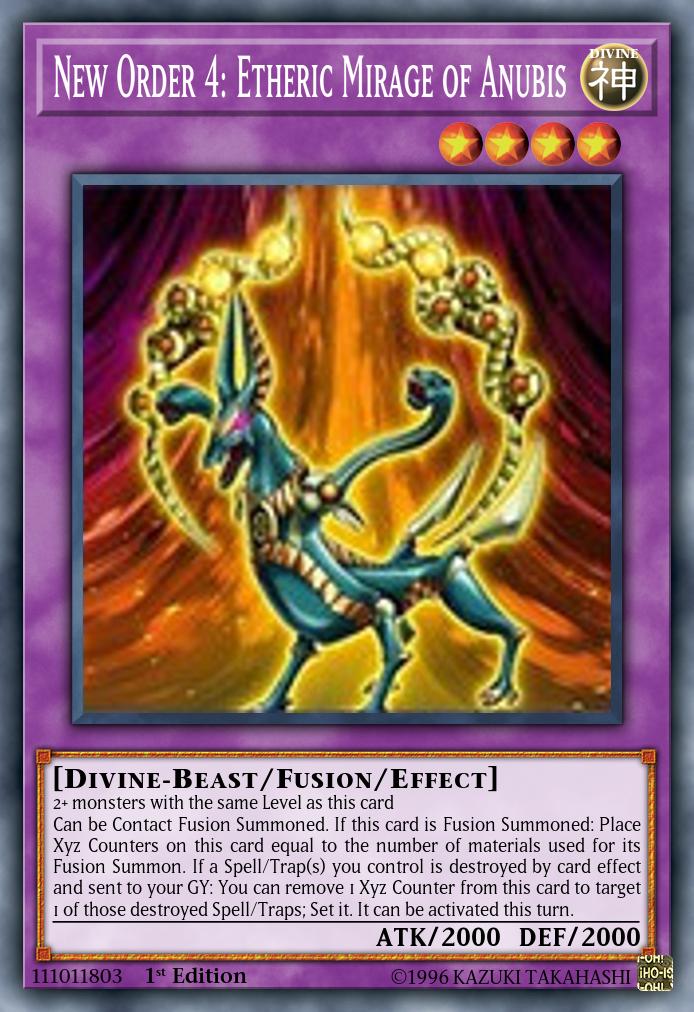 New Order 4: Etheric Mirage of Anubis
DIVINE
神
[Divine-Beast/Fusion/Effect]
2+ monsters with the same Level as this card
Can be Contact Fusion Summoned. If this card is Fusion Summoned: Place
Xyz Counters on this card equal to the number of materials used for its
Fusion Summon. If a Spell/Trap(s) you control is destroyed by card effect
and sent to your GY: You can remove 1 Xyz Counter from this card to target
1 of those destroyed Spell/Traps; Set it. It can be activated this turn.
ATK/2000 DEF/2000
111011803 1st Edition ©1996 KAZUKI TAKAHASHI